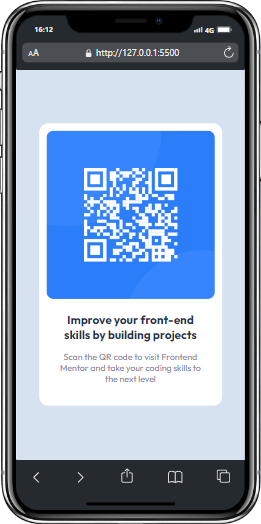 16:12
4G
AA
http://127.0.0.1:5500
Improve your front-end
skills by building projects
Scan the QR code to visit Frontend
Mentor and take your coding skills to
the next level